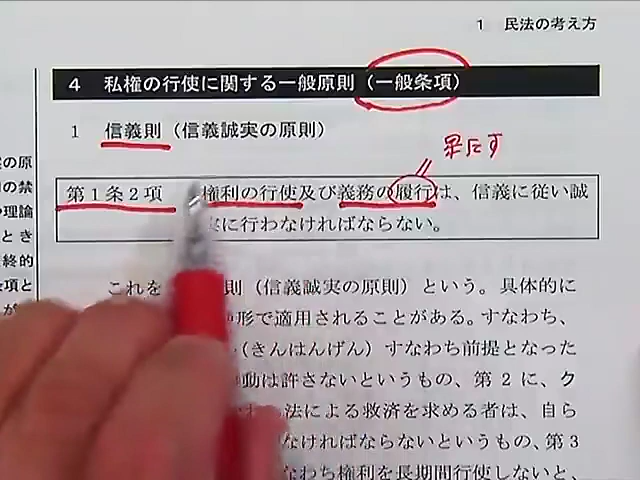 1 民法の考え方
4 私権の行使に関する一般原則（一般条項）
1 信義則（信義誠実の原則）
果たす
第1条2項 権利の行使及び義務の履行は、信義に従い誠
実に行わなければならない。
これを 則（信義誠実の原則）という。具体的に
形で適用されることがある。すなわち、
（きんはんげん）すなわち前提となった
動は許さないというもの、第2に、ク
法による救済を求める者は、自ら
なければならないというもの、第3
なわち権利を長期間行使しないと、
の原
の禁
理論
とき
終的
項と
が